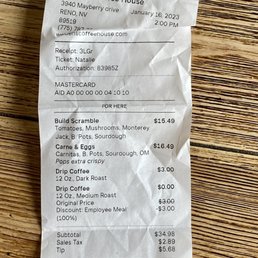 House
3940 Mayberry drive January 16, 2023
RENO, NV 2:00 PM
89519
(775)
coffeehouse.com
Receipt: 3LGr
Ticket: Natalie
Authorization: 83985Z
MASTERCARD
AID A0 00 00 00 04 10 10
FOR HERE
Build Scramble $15.49
Tomatoes, Mushrooms, Monterey
Jack, B. Pots, Sourdough
Carne & Eggs $16.49
Carnitas, B. Pots, Sourdough, OM
Pops extra crispy
Drip Coffee $3.00
12 Oz., Dark Roast
Drip Coffee $0.00
12 Oz., Medium Roast
Original Price $3.00
Discount: Employee Meal -$3.00
(100%)
Subtotal $34.98
Sales Tax $2.89
Tip $5.68